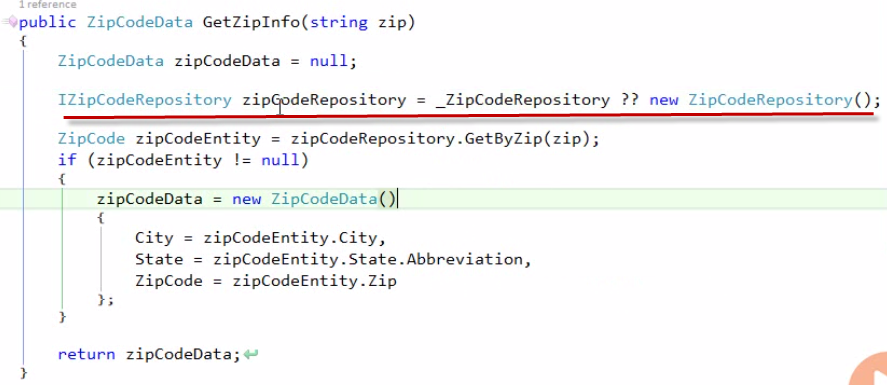 1 reference
public ZipCodeData GetZipInfo(string zip)
{
ZipCodeData zipCodeData = null;
IZipCodeRepository zipCodeRepository = _ZipCodeRepository ?? new ZipCodeRepository();
ZipCode zipCodeEntity = zipCodeRepository.GetByZip(zip);
if (zipCodeEntity != null)
{
zipCodeData = new ZipCodeData()
{
City = zipCodeEntity.City,
State = zipCodeEntity.State.Abbreviation,
ZipCode = zipCodeEntity.Zip
};
}
return zipCodeData;
}